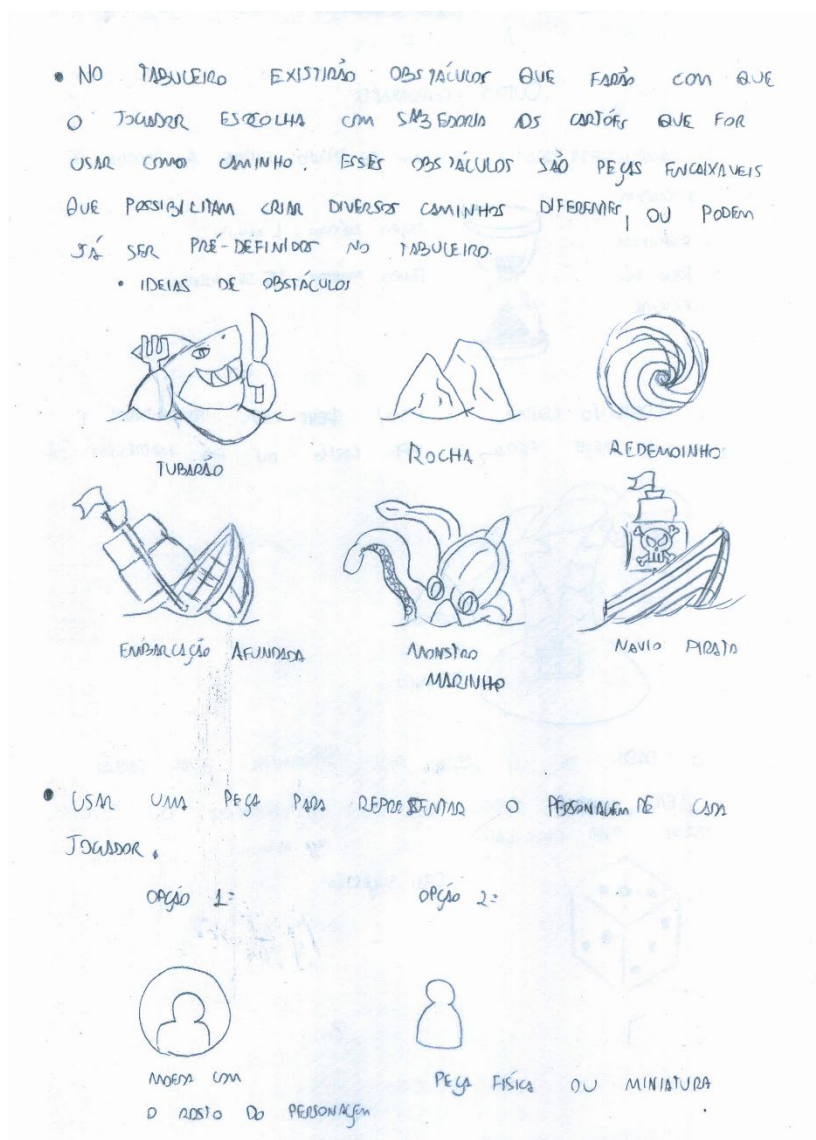 • NO TABULEIRO EXISTIRÃO OBSTÁCULOS QUE FARÃO COM QUE
O JOGADOR ESCOLHA COM SABEDORIA OS CARTÕES QUE FOR
USAR COMO CAMINHO. ESSES OBSTÁCULOS SÃO PEÇAS ENCAIXAVEIS
QUE POSSIBILITAM CRIAR DIVERSOS CAMINHOS DIFERENTES, OU PODEM
JÁ SER PRÉ-DEFINIDOS NO TABULEIRO.
• IDEIAS DE OBSTÁCULOS
TUBARÃO
ROCHA
REDEMOINHO
EMBARCAÇÃO AFUNDADA
MONSTRO
MARINHO
NAVIO PIRATA
• USAR UMA PEÇA PARA REPRESENTAR O PERSONAGEM DE CADA
JOGADOR.
OPÇÃO 1:
OPÇÃO 2:
MOEDA COM
O ROSTO DO PERSONAGEM
PEÇA FÍSICA OU MINIATURA